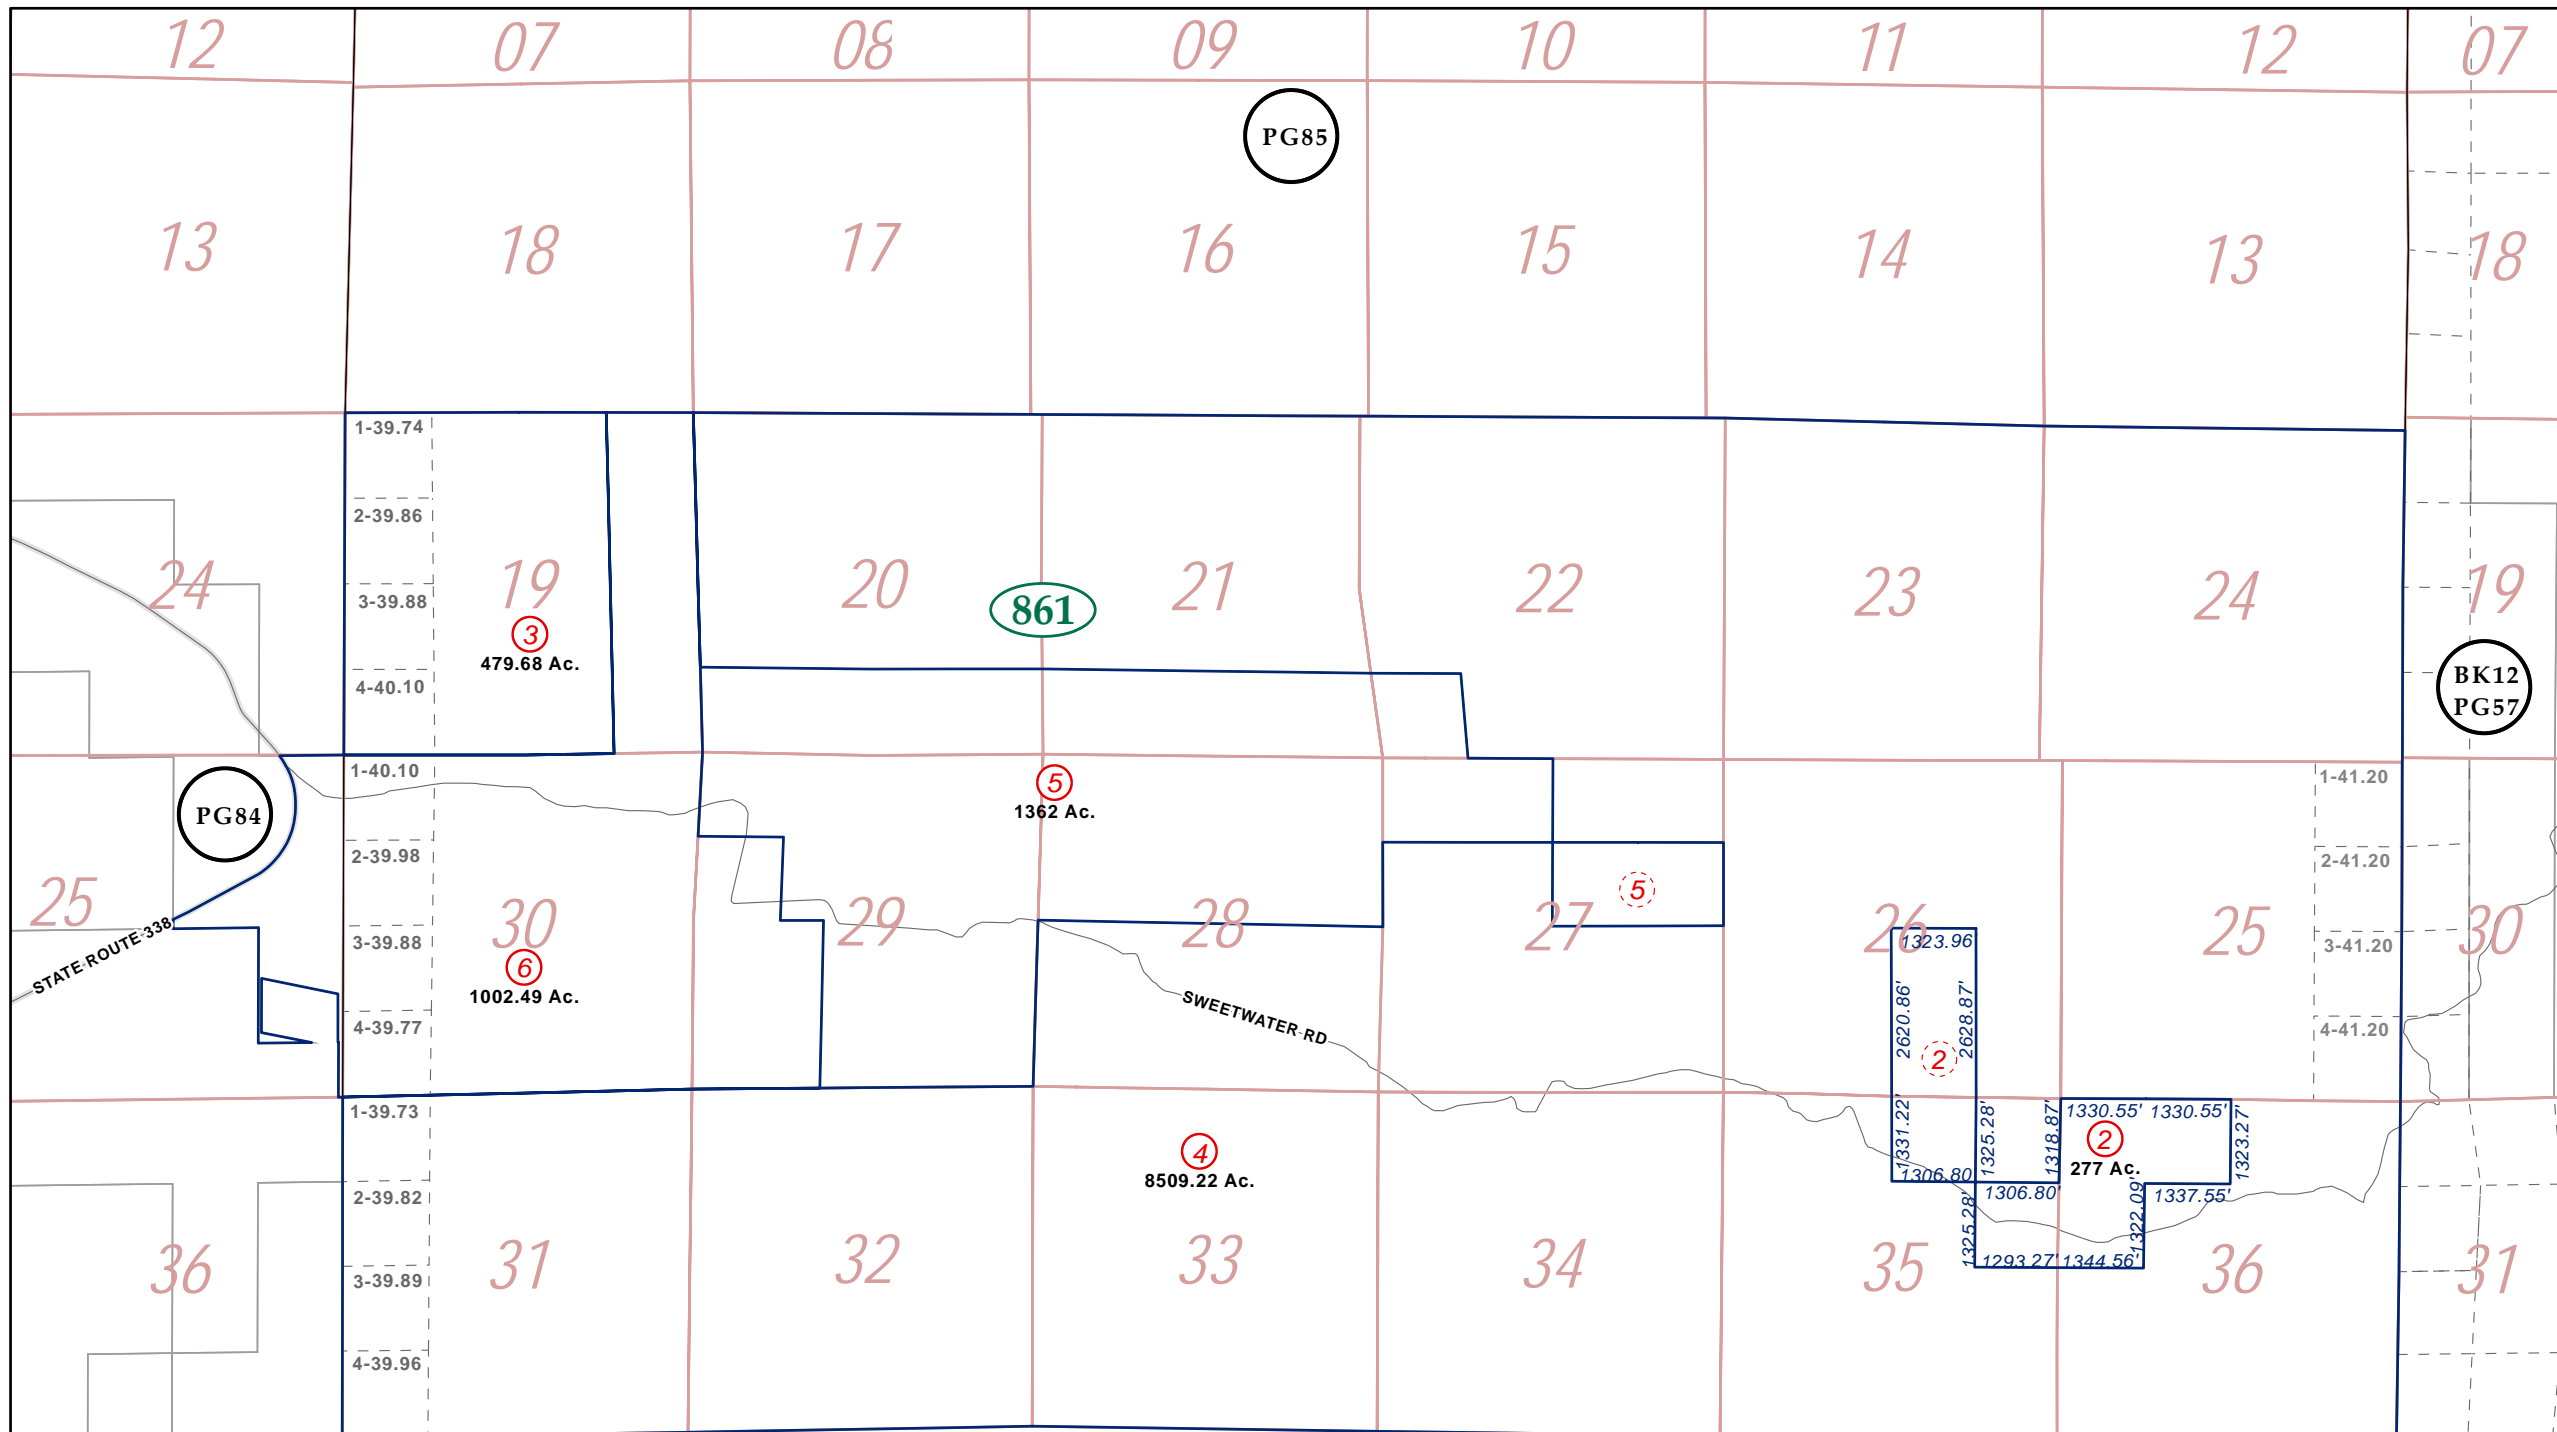 12 07 08 09 10 11 12 07
PG85
13 18 17 16 15 14 13 18
1-39.74
2-39.86
24 19 20 21 22 23 24 19
3-39.88
861
3
479.68 Ac.
4-40.10
BK12
PG57
1-40.10
5
1362 Ac.
1-41.20
PG84
2-39.98
2-41.20
5
25 30 29 28 27 26 25 30
STATE ROUTE 338
3-39.88
1323.96
3-41.20
6
1002.49 Ac.
SWEETWATER RD
4-39.77
2620.86'
2628.87'
4-41.20
2
1-39.73
1331.22'
1325.28'
1318.87'
1330.55' 1330.55'
1323.27'
4
8509.22 Ac.
2
277 Ac.
1306.80
1306.80'
2-39.82
1337.55'
1325.28'
1322.09'
36 31 32 33 34 35 36 31
1293.27' 1344.56'
3-39.89
4-39.96